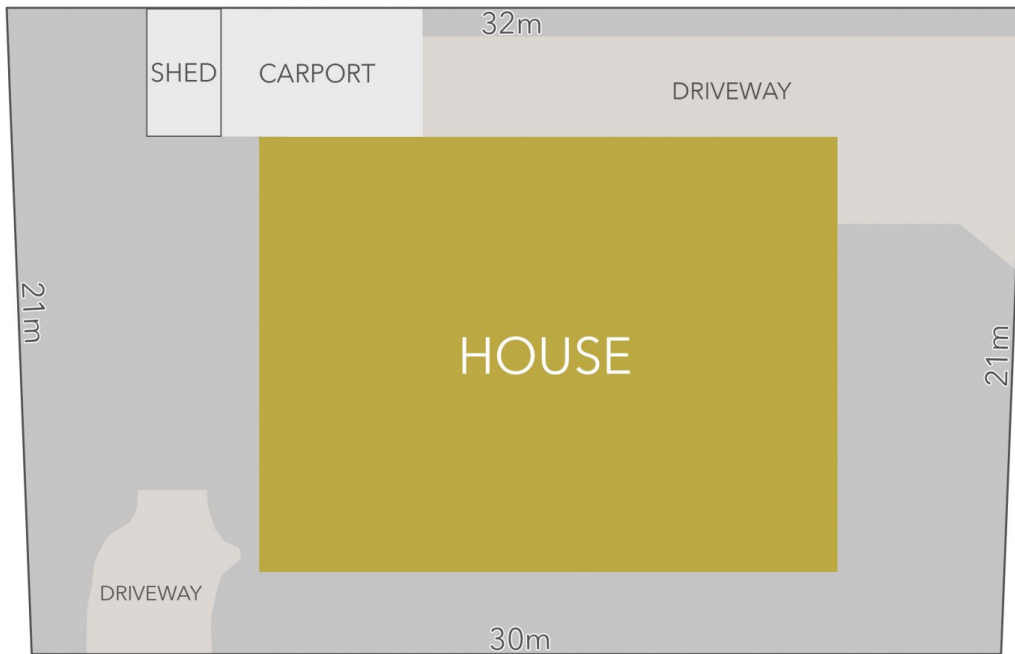 32m
SHED
CARPORT
DRIVEWAY
21m
HOUSE
21m
DRIVEWAY
30m